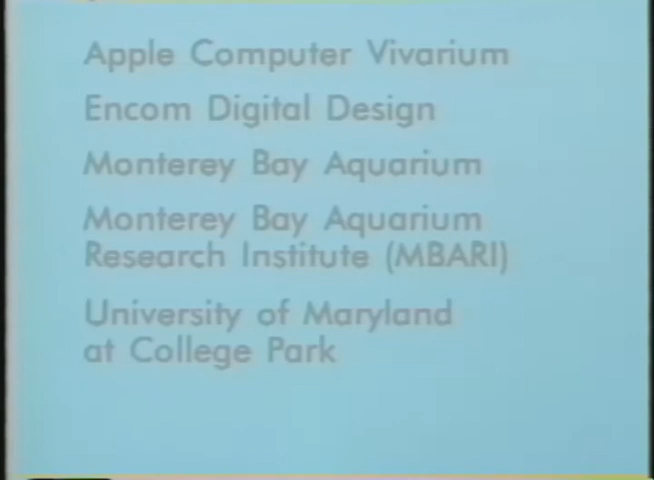 Apple Computer Vivarium
Encom Digital Design
Monterey Bay Aquarium
Monterey Bay Aquarium
Research Institute (MBARI)
University of Maryland
at College Park